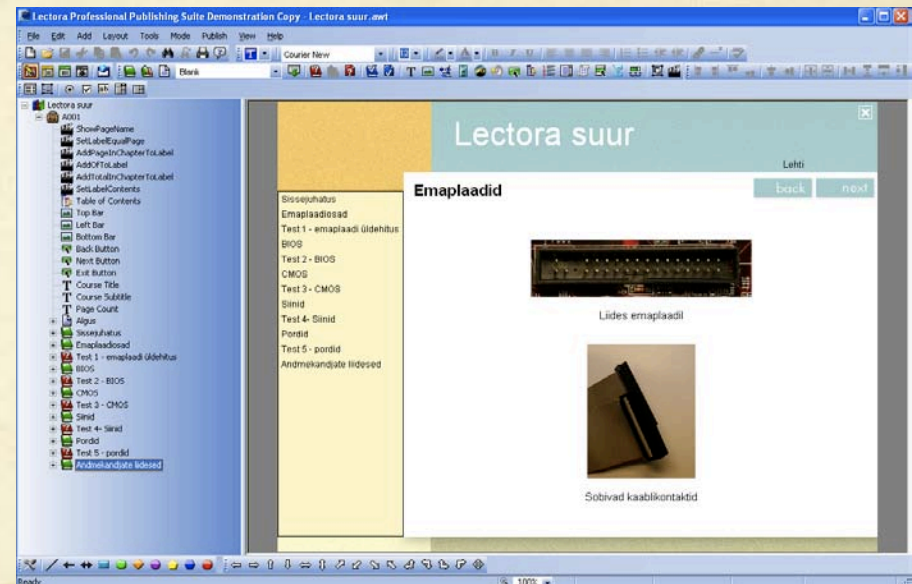 Lectora Professional Publishing Suite Demonstration Copy - Lectora suur.awt
File Edit Add Layout Tools Mode Publish View Help
Courier New
Blank
Lectora suur
A001
ShowPageName
SetLabelEqualPage
AddPageInChapterToLabel
AddOfToLabel
AddTotalInChapterToLabel
SetLabelContents
Table of Contents
Top Bar
Left Bar
Bottom Bar
Back Button
Next Button
Exit Button
Course Title
Course Subtitle
Page Count
Algus
Sissejuhatus
Emaplaadiosad
Test 1 - emaplaadi üldehitus
BIOS
Test 2 - BIOS
CMOS
Test 3 - CMOS
Siinid
Test 4- Siinid
Pordid
Test 5 - pordid
Andmekandjate liidesed
Lectora suur
Lehti
back next
Sissejuhatus
Emaplaadiosad
Test 1 - emaplaadi üldehitus
BIOS
Test 2 - BIOS
CMOS
Test 3 - CMOS
Siinid
Test 4- Siinid
Pordid
Test 5 - pordid
Andmekandjate liidesed
Emaplaadid
Liides emaplaadil
Sobivad kaablikontaktid
Ready
100%